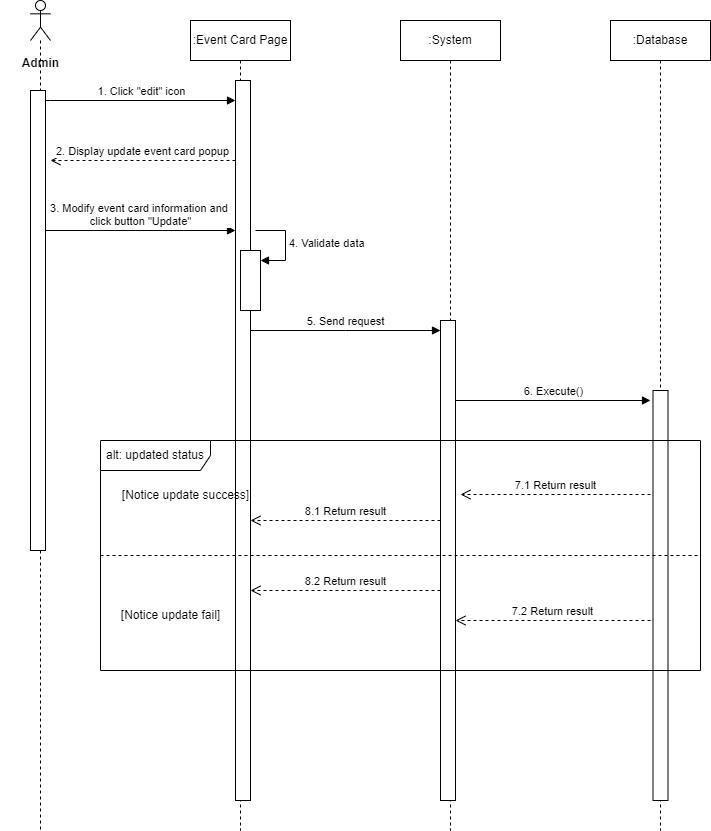 :Event Card Page
:System
:Database
Admin
1. Click "edit" icon
2. Display update event card popup
3. Modify event card information and
click button "Update"
4. Validate data
5. Send request
6. Execute()
alt: updated status
7.1 Return result
[Notice update success]
8.1 Return result
8.2 Return result
7.2 Return result
[Notice update fail]